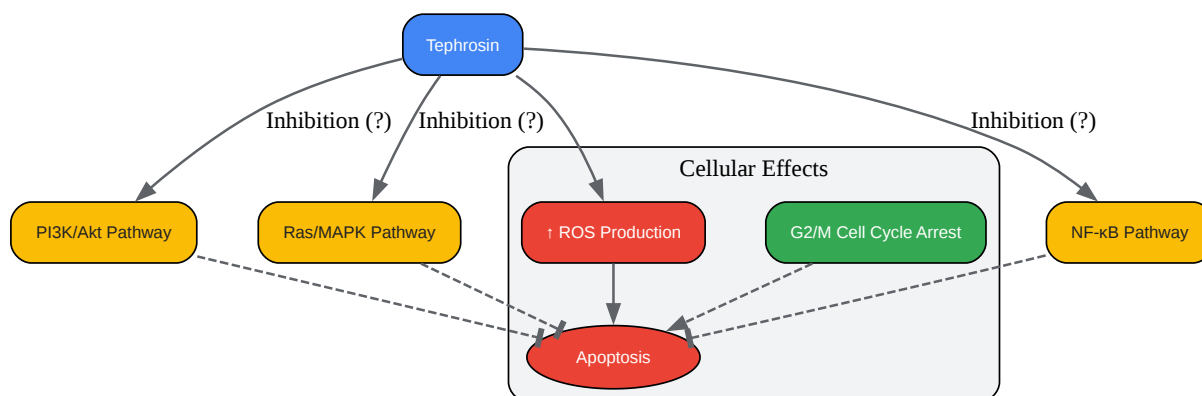 Tephrosin
Inhibition (?)
Inhibition (?)
Inhibition (?)
Cellular Effects
PI3K/Akt Pathway
Ras/MAPK Pathway
↑ ROS Production
G2/M Cell Cycle Arrest
NF-κB Pathway
Apoptosis